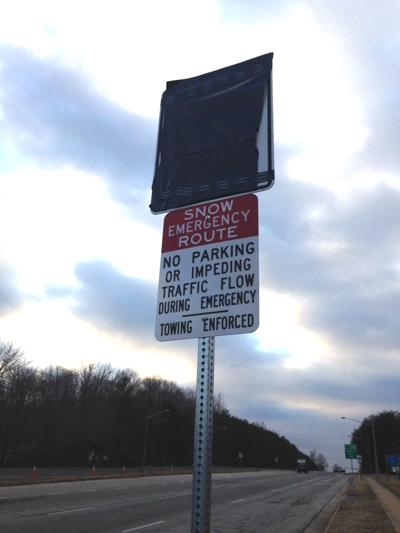 SNOW
EMERGENCY
ROUTE
NO PARKING
OR IMPEDING
TRAFFIC FLOW
DURING EMERGENCY
TOWING ENFORCED